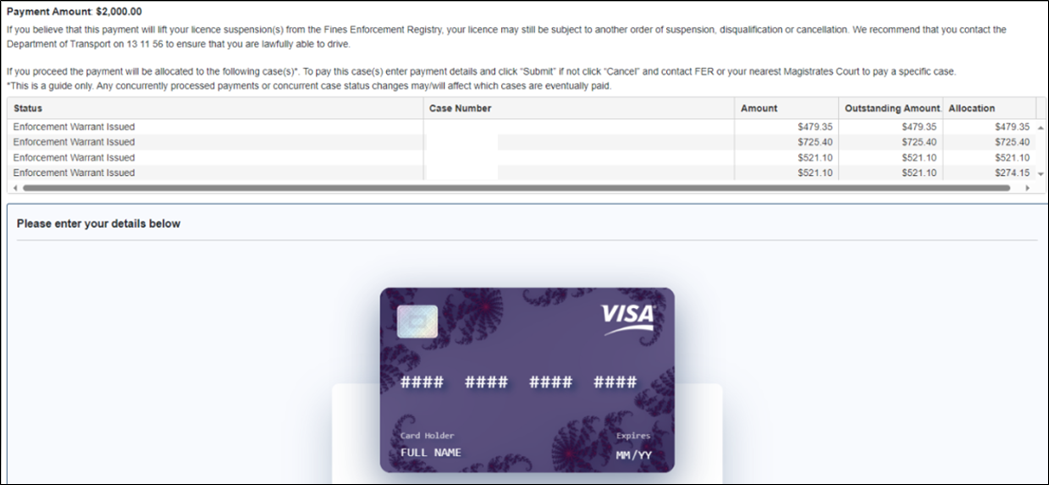 Payment Amount: $2,000.00
If you believe that this payment will lift your licence suspension(s) from the Fines Enforcement Registry, your licence may still be subject to another order of suspension, disqualification or cancellation. We recommend that you contact the
Department of Transport on 13 11 56 to ensure that you are lawfully able to drive.
If you proceed the payment will be allocated to the following case(s)*. To pay this case(s) enter payment details and click "Submit" if not click "Cancel" and contact FER or your nearest Magistrates Court to pay a specific case.
*This is a guide only. Any concurrently processed payments or concurrent case status changes may/will affect which cases are eventually paid.
Status Case Number Amount Outstanding Amount Allocation
Enforcement Warrant Issued $479.35 $479.35 $479.35
Enforcement Warrant Issued $725.40 $725.40 $725.40
Enforcement Warrant Issued $521.10 $521.10 $521.10
Enforcement Warrant Issued $521.10 $521.10 $274.15
Please enter your details below
VISA
#### #### #### ####
Card Holder Expires
FULL NAME MM/YY